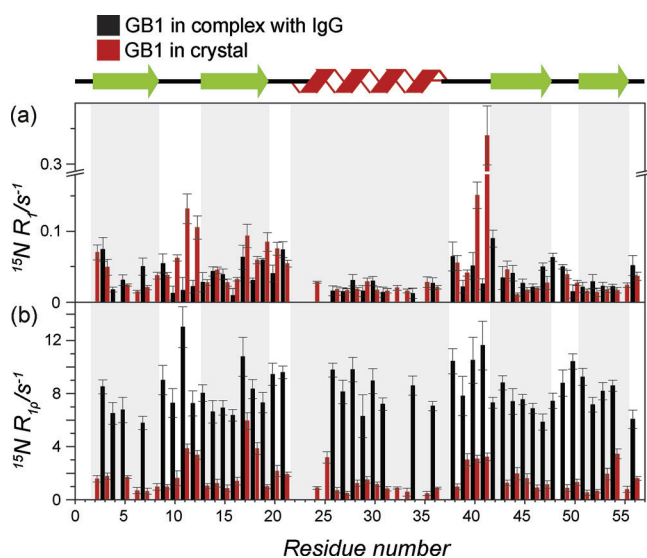 GB1 in complex with IgG
GB1 in crystal
(a)
0.3
0.1
0
¹⁵N R₁/s⁻¹
(b)
12
8
4
0
¹⁵N R₁ρ/s⁻¹
0 5 10 15 20 25 30 35 40 45 50 55
Residue number